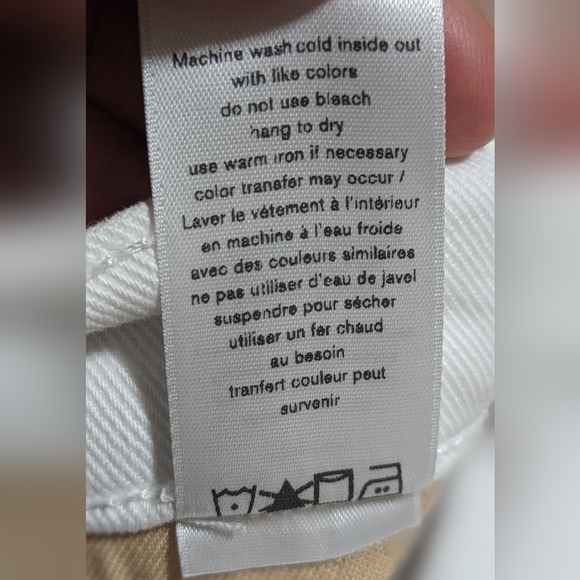 Machine wash cold inside out
with like colors
do not use bleach
hang to dry
use warm iron if necessary
color transfer may occur /
Laver le vétement à l'intérieur
en machine à l'eau froide
avec des couleurs similaires
ne pas utiliser d'eau de javel
suspendre pour sécher
utiliser un fer chaud
au besoin
tranfert couleur peut
survenir